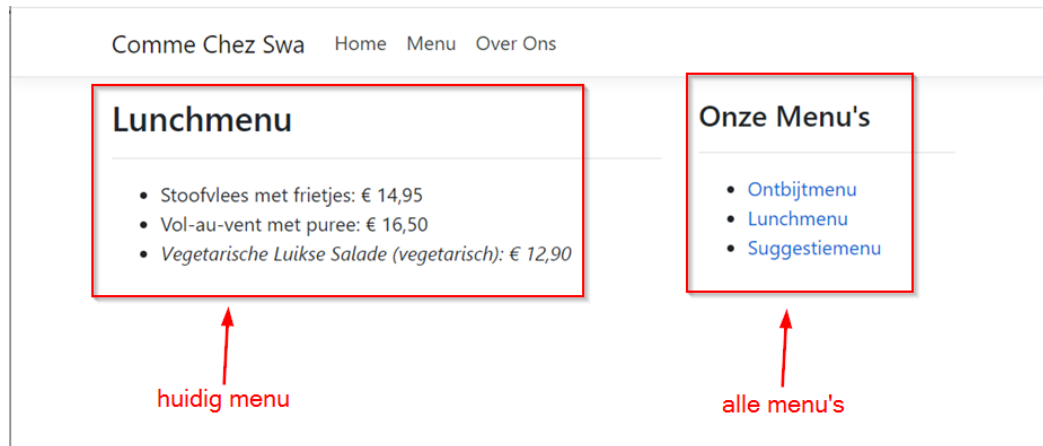 Comme Chez Swa Home Menu Over Ons
Lunchmenu
Stoofvlees met frietjes: € 14,95
Vol-au-vent met puree: € 16,50
Vegetarische Luikse Salade (vegetarisch): € 12,90
huidig menu
Onze Menu's
Ontbijtmenu
Lunchmenu
Suggestiemenu
alle menu's